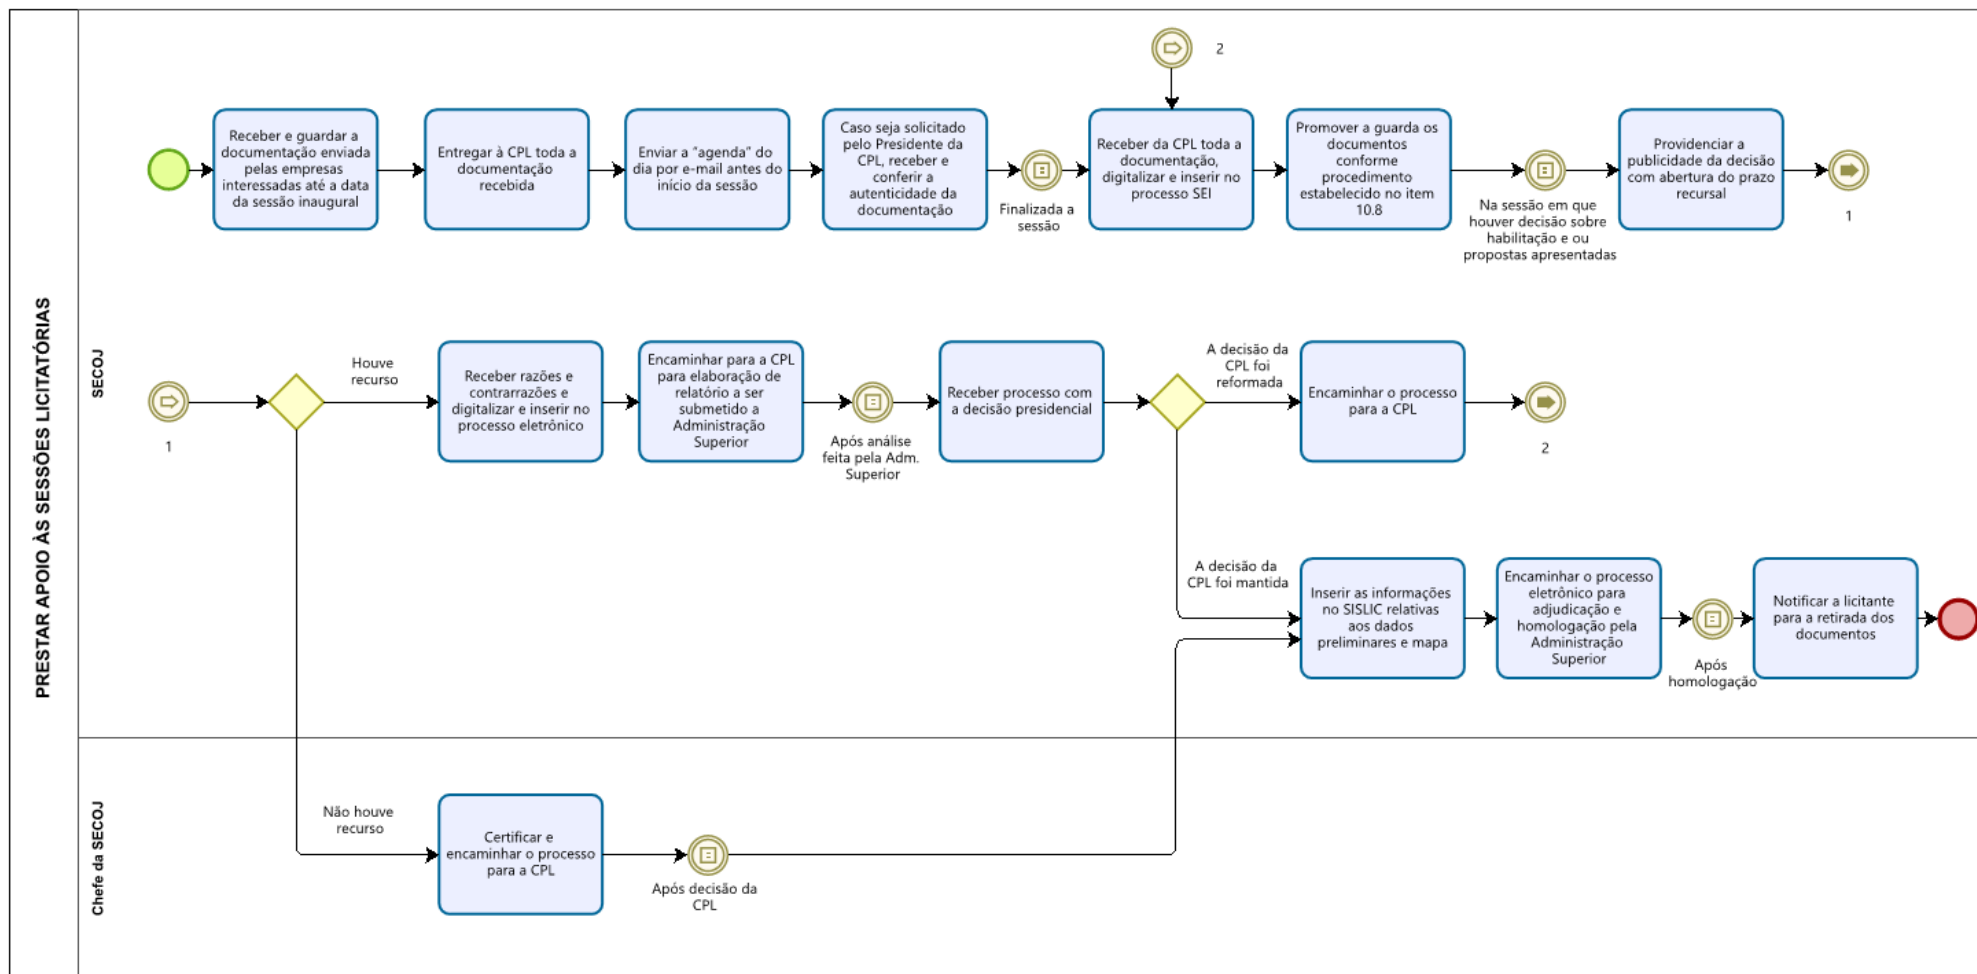 PRESTAR APOIO ÀS SESSÕES LICITATÓRIAS
SECOJ
2
Receber e guardar a
documentação enviada
pelas empresas
interessadas até a data
da sessão inaugural
Entregar à CPL toda a
documentação
recebida
Enviar a "agenda" do
dia por e-mail antes do
início da sessão
Caso seja solicitado
pelo Presidente da
CPL, receber e
conferir a
autenticidade da
documentação
Finalizada a
sessão
Receber da CPL toda a
documentação,
digitalizar e inserir no
processo SEI
Promover a guarda os
documentos
conforme
procedimento
estabelecido no item
10.8
Na sessão em que
houver decisão sobre
habilitação e ou
propostas apresentadas
Providenciar a
publicidade da decisão
com abertura do prazo
recursal
1
1
Houve
recurso
Receber razões e
contrarrazões e
digitalizar e inserir no
processo eletrônico
Encaminhar para a CPL
para elaboração de
relatório a ser
submetido a
Administração
Superior
Após análise
feita pela Adm.
Superior
Receber processo com
a decisão presidencial
A decisão da
CPL foi
reformada
Encaminhar o processo
para a CPL
2
A decisão da
CPL foi mantida
Inserir as informações
no SISLIC relativas
aos dados
preliminares e mapa
Encaminhar o processo
eletrônico para
adjudicação e
homologação pela
Administração
Superior
Após
homologação
Notificar a licitante
para a retirada dos
documentos
Chefe da SECOJ
Não houve
recurso
Certificar e
encaminhar o processo
para a CPL
Após decisão da
CPL